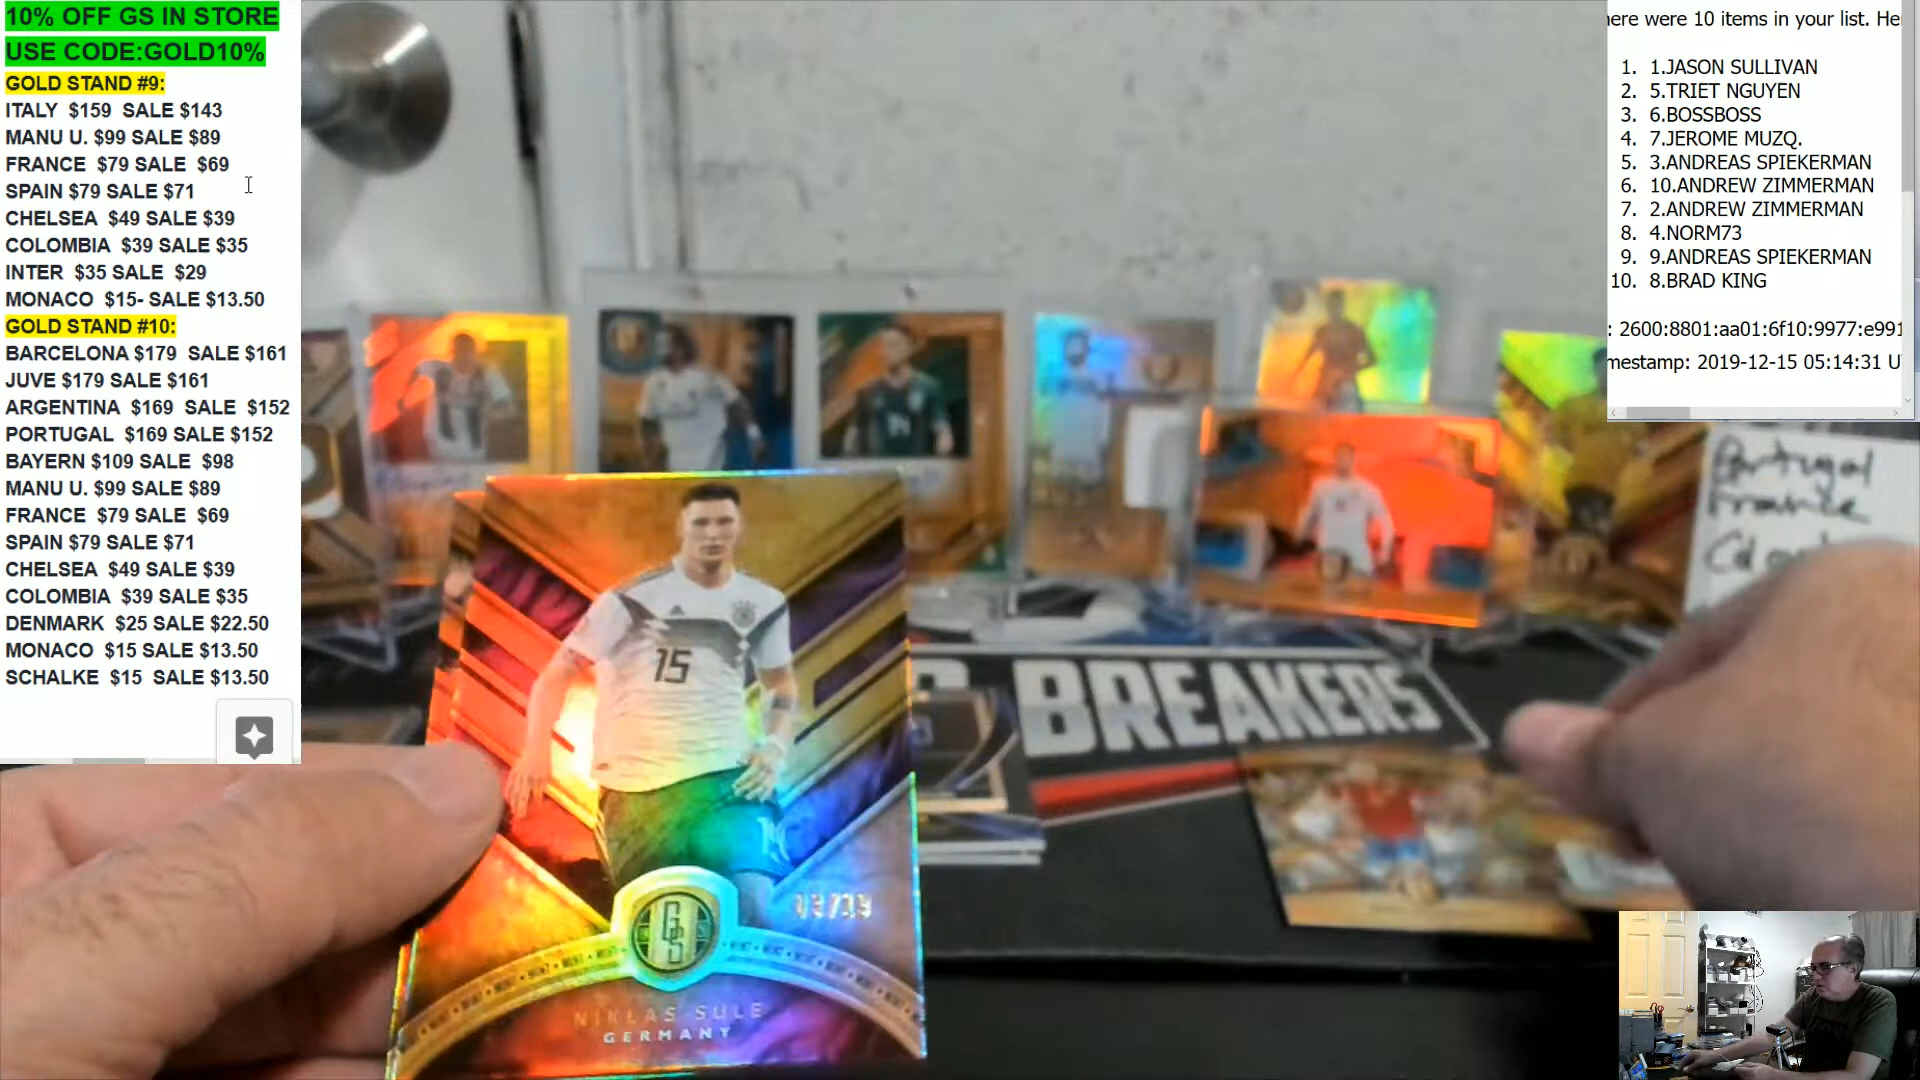 10% OFF GS IN STORE
USE CODE:GOLD10%
GOLD STAND #9:
ITALY $159 SALE $143
MANU U. $99 SALE $89
FRANCE $79 SALE $69
SPAIN $79 SALE $71
CHELSEA $49 SALE $39
COLOMBIA $39 SALE $35
INTER $35 SALE $29
MONACO $15- SALE $13.50
GOLD STAND #10:
BARCELONA $179 SALE $161
JUVE $179 SALE $161
ARGENTINA $169 SALE $152
PORTUGAL $169 SALE $152
BAYERN $109 SALE $98
MANU U. $99 SALE $89
FRANCE $79 SALE $69
SPAIN $79 SALE $71
CHELSEA $49 SALE $39
COLOMBIA $39 SALE $35
DENMARK $25 SALE $22.50
MONACO $15 SALE $13.50
SCHALKE $15 SALE $13.50
ere were 10 items in your list. He
1. 1.JASON SULLIVAN
2. 5.TRIET NGUYEN
3. 6.BOSSBOSS
4. 7.JEROME MUZQ.
5. 3.ANDREAS SPIEKERMAN
6. 10.ANDREW ZIMMERMAN
7. 2.ANDREW ZIMMERMAN
8. 4.NORM73
9. 9.ANDREAS SPIEKERMAN
10. 8.BRAD KING
: 2600:8801:aa01:6f10:9977:e991
mestamp: 2019-12-15 05:14:31 U
Portugal
France
BREAKERS
15
GS
NIKLAS SULE
GERMANY